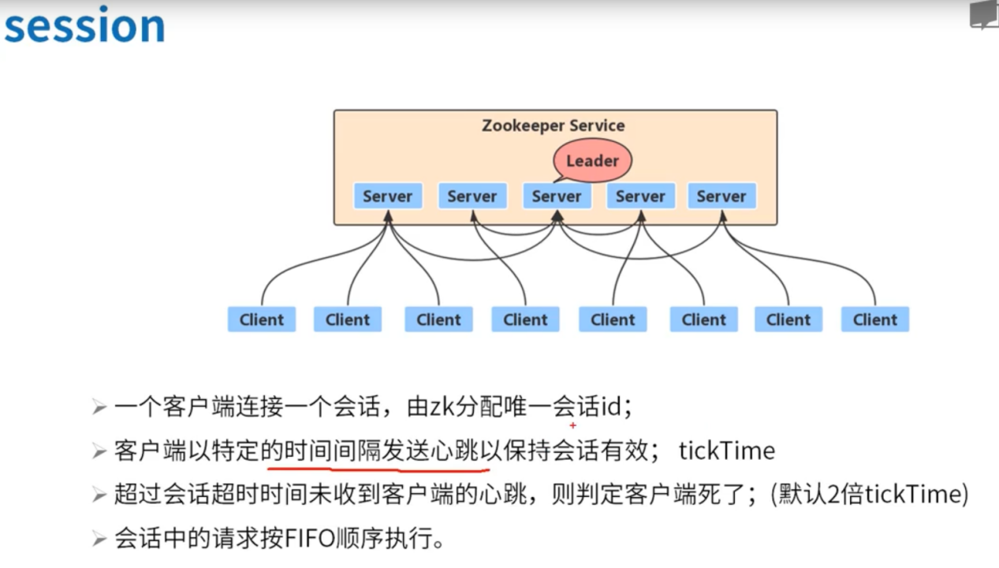 session
Zookeeper Service
Leader
Server Server Server Server Server
Client Client Client Client Client Client Client Client
一个客户端连接一个会话，由zk分配唯一会话id；
客户端以特定的时间间隔发送心跳以保持会话有效； tickTime
超过会话超时时间未收到客户端的心跳，则判定客户端死了；(默认2倍tickTime)
会话中的请求按FIFO顺序执行。